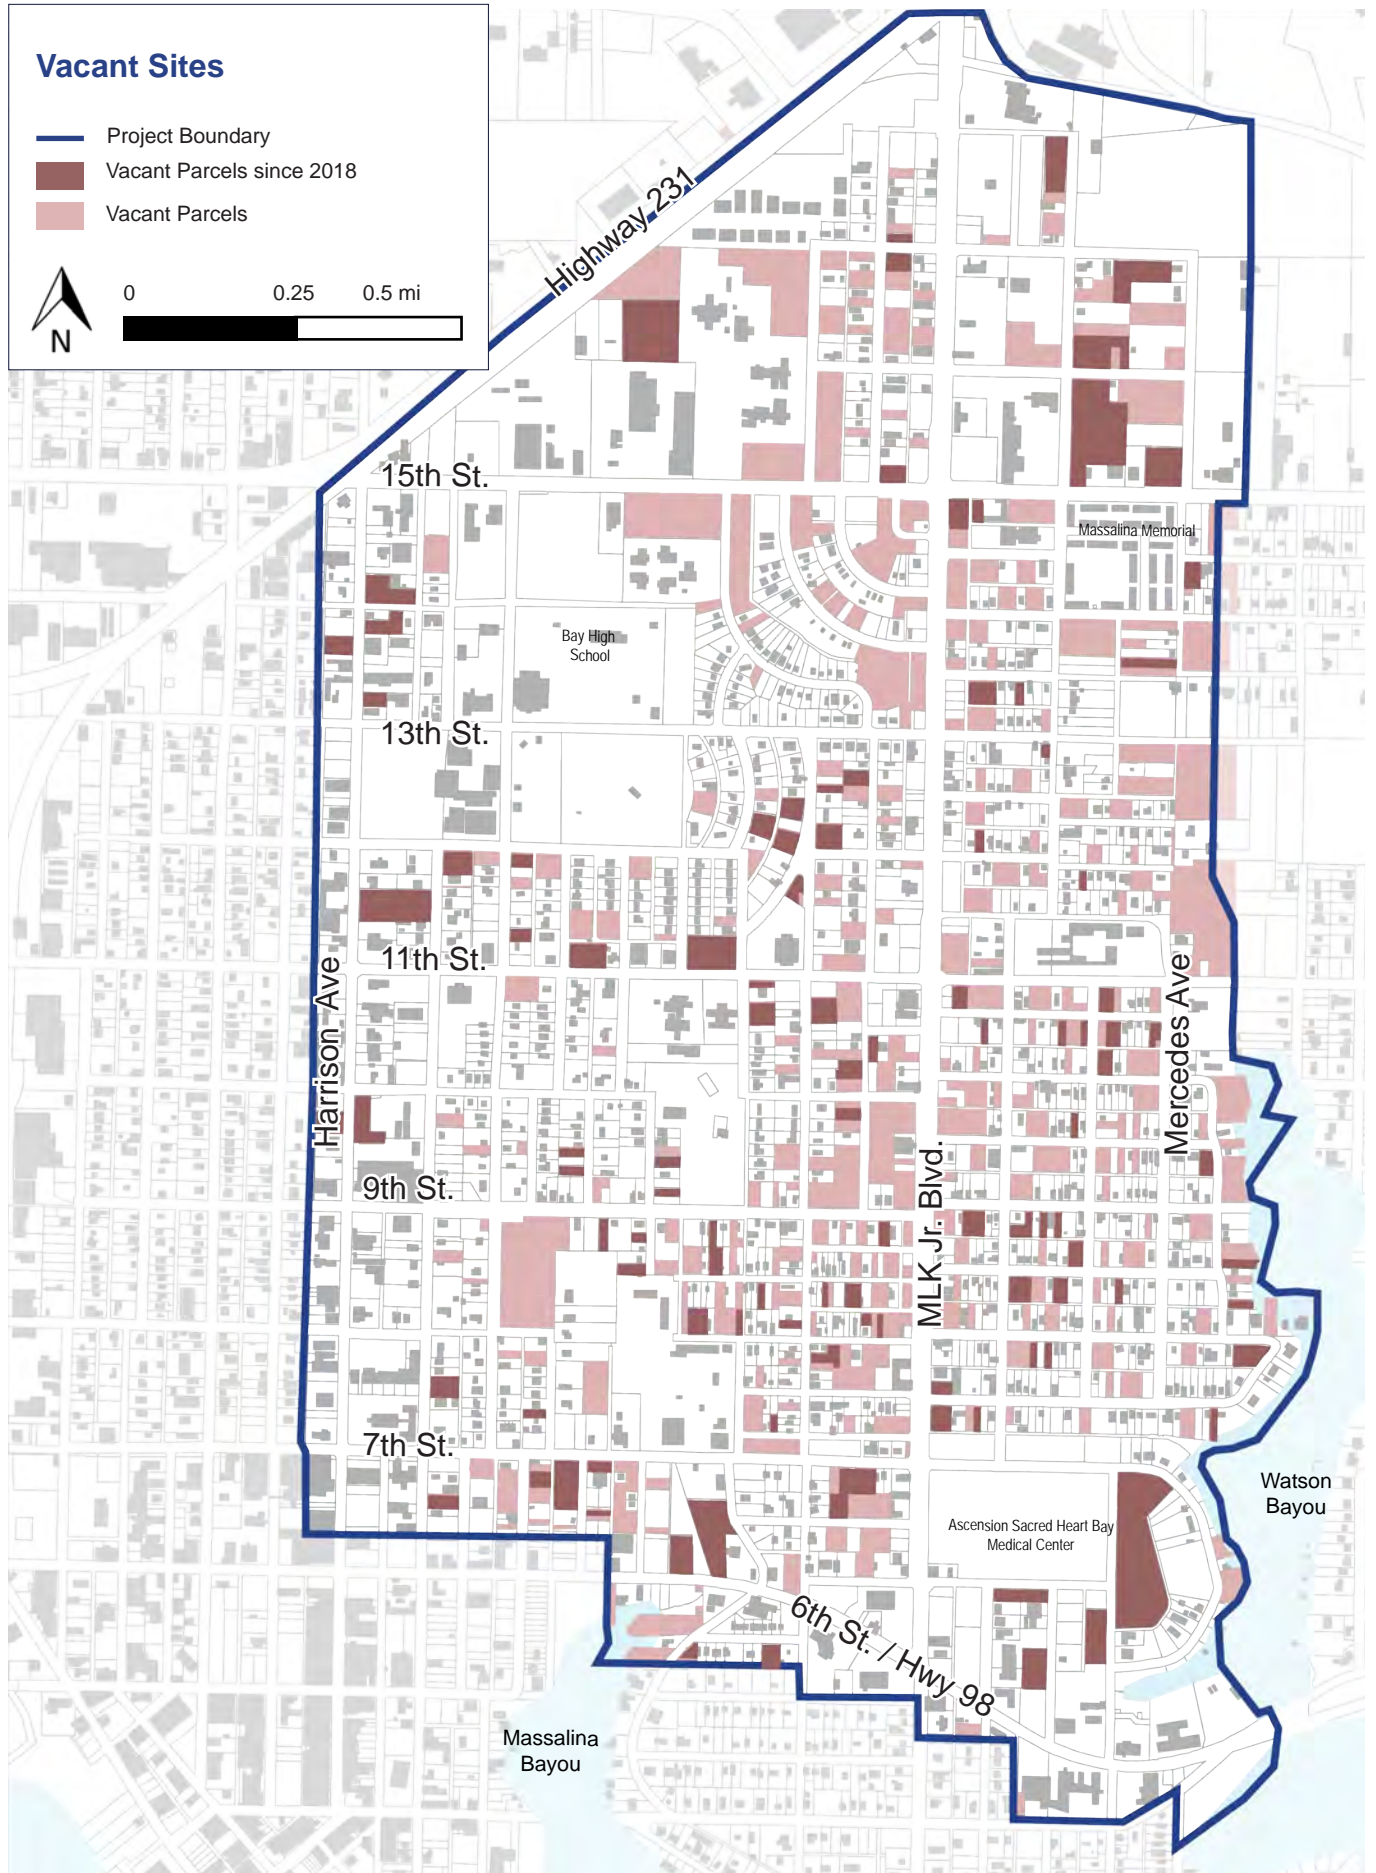 Vacant Sites
Project Boundary
Vacant Parcels since 2018
Vacant Parcels
N
0 0.25 0.5 mi
Highway 231
15th St.
Massalina Memorial
Bay High
School
13th St.
11th St.
Harrison Ave
Mercedes Ave
MLK Jr. Blvd.
9th St.
7th St.
Watson
Bayou
Ascension Sacred Heart Bay
Medical Center
6th St. / Hwy 98
Massalina
Bayou